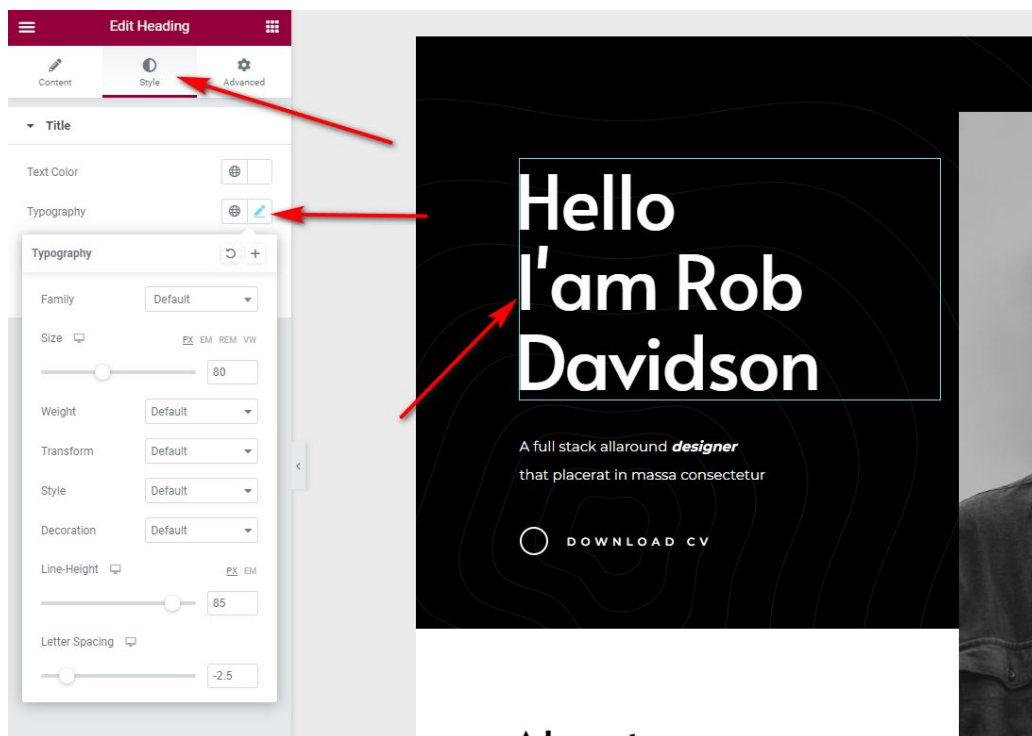 Edit Heading
Content
Style
Advanced
Title
Text Color
Typography
Typography
Family
Default
Size
PX EM REM VW
80
Weight
Default
Transform
Default
Style
Default
Decoration
Default
Line-Height
PX EM
85
Letter Spacing
-2.5
Hello
I'am Rob
Davidson
A full stack allaround designer
that placerat in massa consectetur
DOWNLOAD CV